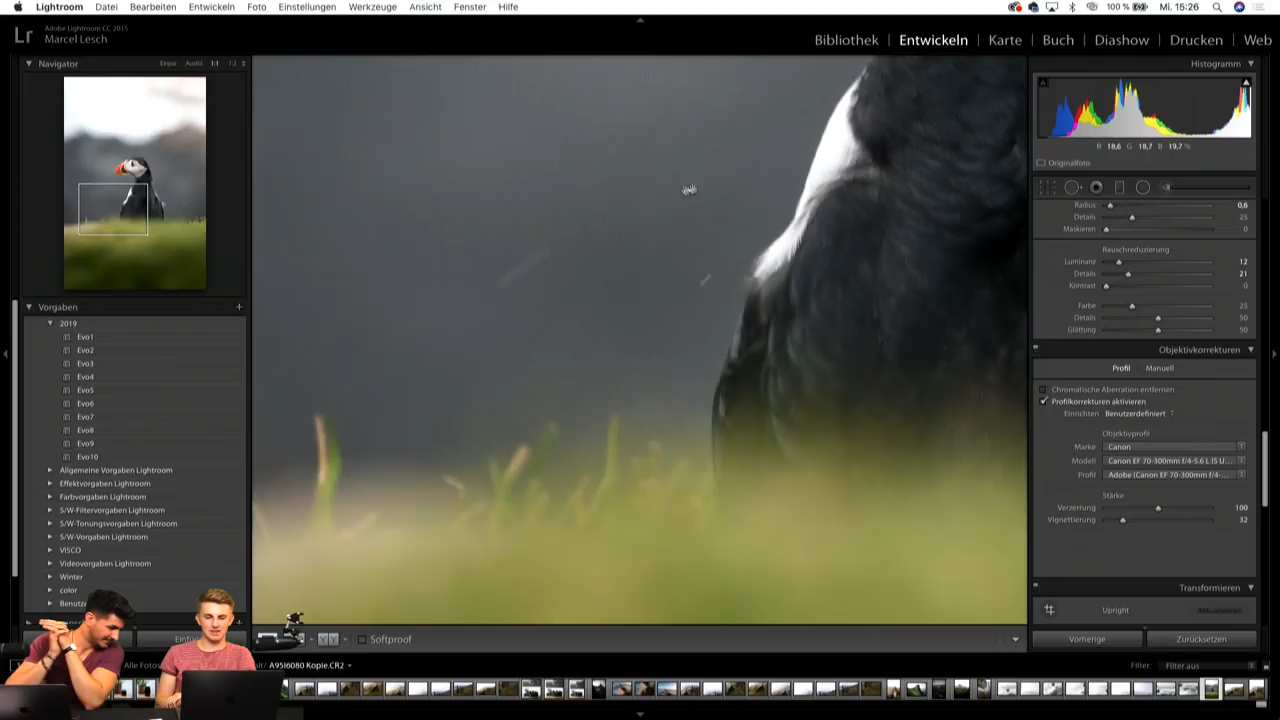 Lightroom Datei Bearbeiten Entwickeln Foto Einstellungen Werkzeuge Ansicht Fenster Hilfe
100 % Mi. 15:26
Lr Adobe Lightroom CC 2015
Marcel Lesch
Bibliothek | Entwickeln | Karte | Buch | Diashow | Drucken | Web
Navigator 1:1 1:2
Histogramm
R 18,6 G 18,7 B 19,7 %
Originalfoto
Radius 0,6
Details 25
Maskieren 0
Rauschreduzierung
Luminanz 12
Details 21
Kontrast 0
Farbe 25
Details 50
Glättung 50
Objektivkorrekturen
Profil Manuell
Chromatische Aberration entfernen
Profilkorrekturen aktivieren
Einrichten Benutzerdefiniert
Objektivprofil
Marke Canon
Modell Canon EF 70-300mm f/4-5.6 L IS U...
Profil Adobe (Canon EF 70-300mm f/4-...
Stärke
Verzerrung 100
Vignettierung 32
Transformieren
Upright Aktualisieren
Vorherige Zurücksetzen
Vorgaben
2019
Evo1
Evo2
Evo3
Evo4
Evo5
Evo6
Evo7
Evo8
Evo9
Evo10
Allgemeine Vorgaben Lightroom
Effektvorgaben Lightroom
Farbvorgaben Lightroom
S/W-Filtervorgaben Lightroom
S/W-Tonungsvorgaben Lightroom
S/W-Vorgaben Lightroom
VISCO
Videovorgaben Lightroom
Winter
color
Softproof
Alle Fotos A95I6080 Kopie.CR2
Filter: Filter aus